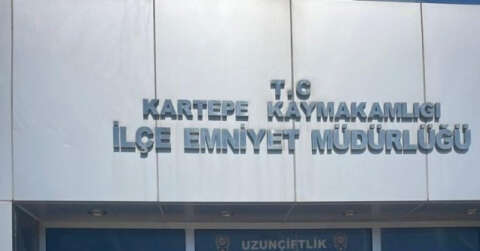 T.C
KARTEPE KAYMAKAMLIGI
İLÇE EMNİYET MÜDÜRLÜĞÜ
UZUNÇİFTLİK